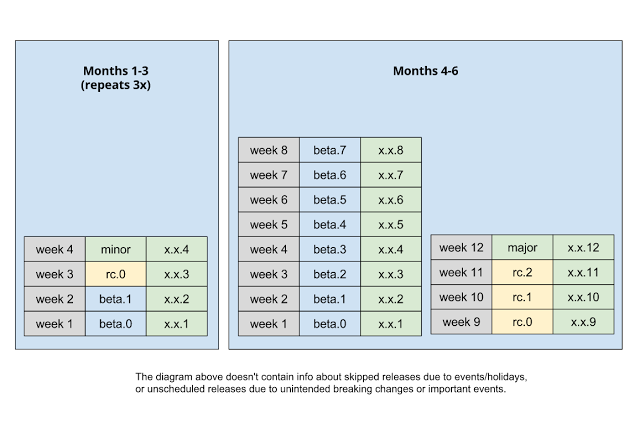 Months 1-3
(repeats 3x)
week 4 minor x.x.4
week 3 rc.0 x.x.3
week 2 beta.1 x.x.2
week 1 beta.0 x.x.1
Months 4-6
week 8 beta.7 x.x.8
week 7 beta.6 x.x.7
week 6 beta.5 x.x.6
week 5 beta.4 x.x.5
week 4 beta.3 x.x.4
week 3 beta.2 x.x.3
week 2 beta.1 x.x.2
week 1 beta.0 x.x.1
week 12 major x.x.12
week 11 rc.2 x.x.11
week 10 rc.1 x.x.10
week 9 rc.0 x.x.9
The diagram above doesn't contain info about skipped releases due to events/holidays,
or unscheduled releases due to unintended breaking changes or important events.